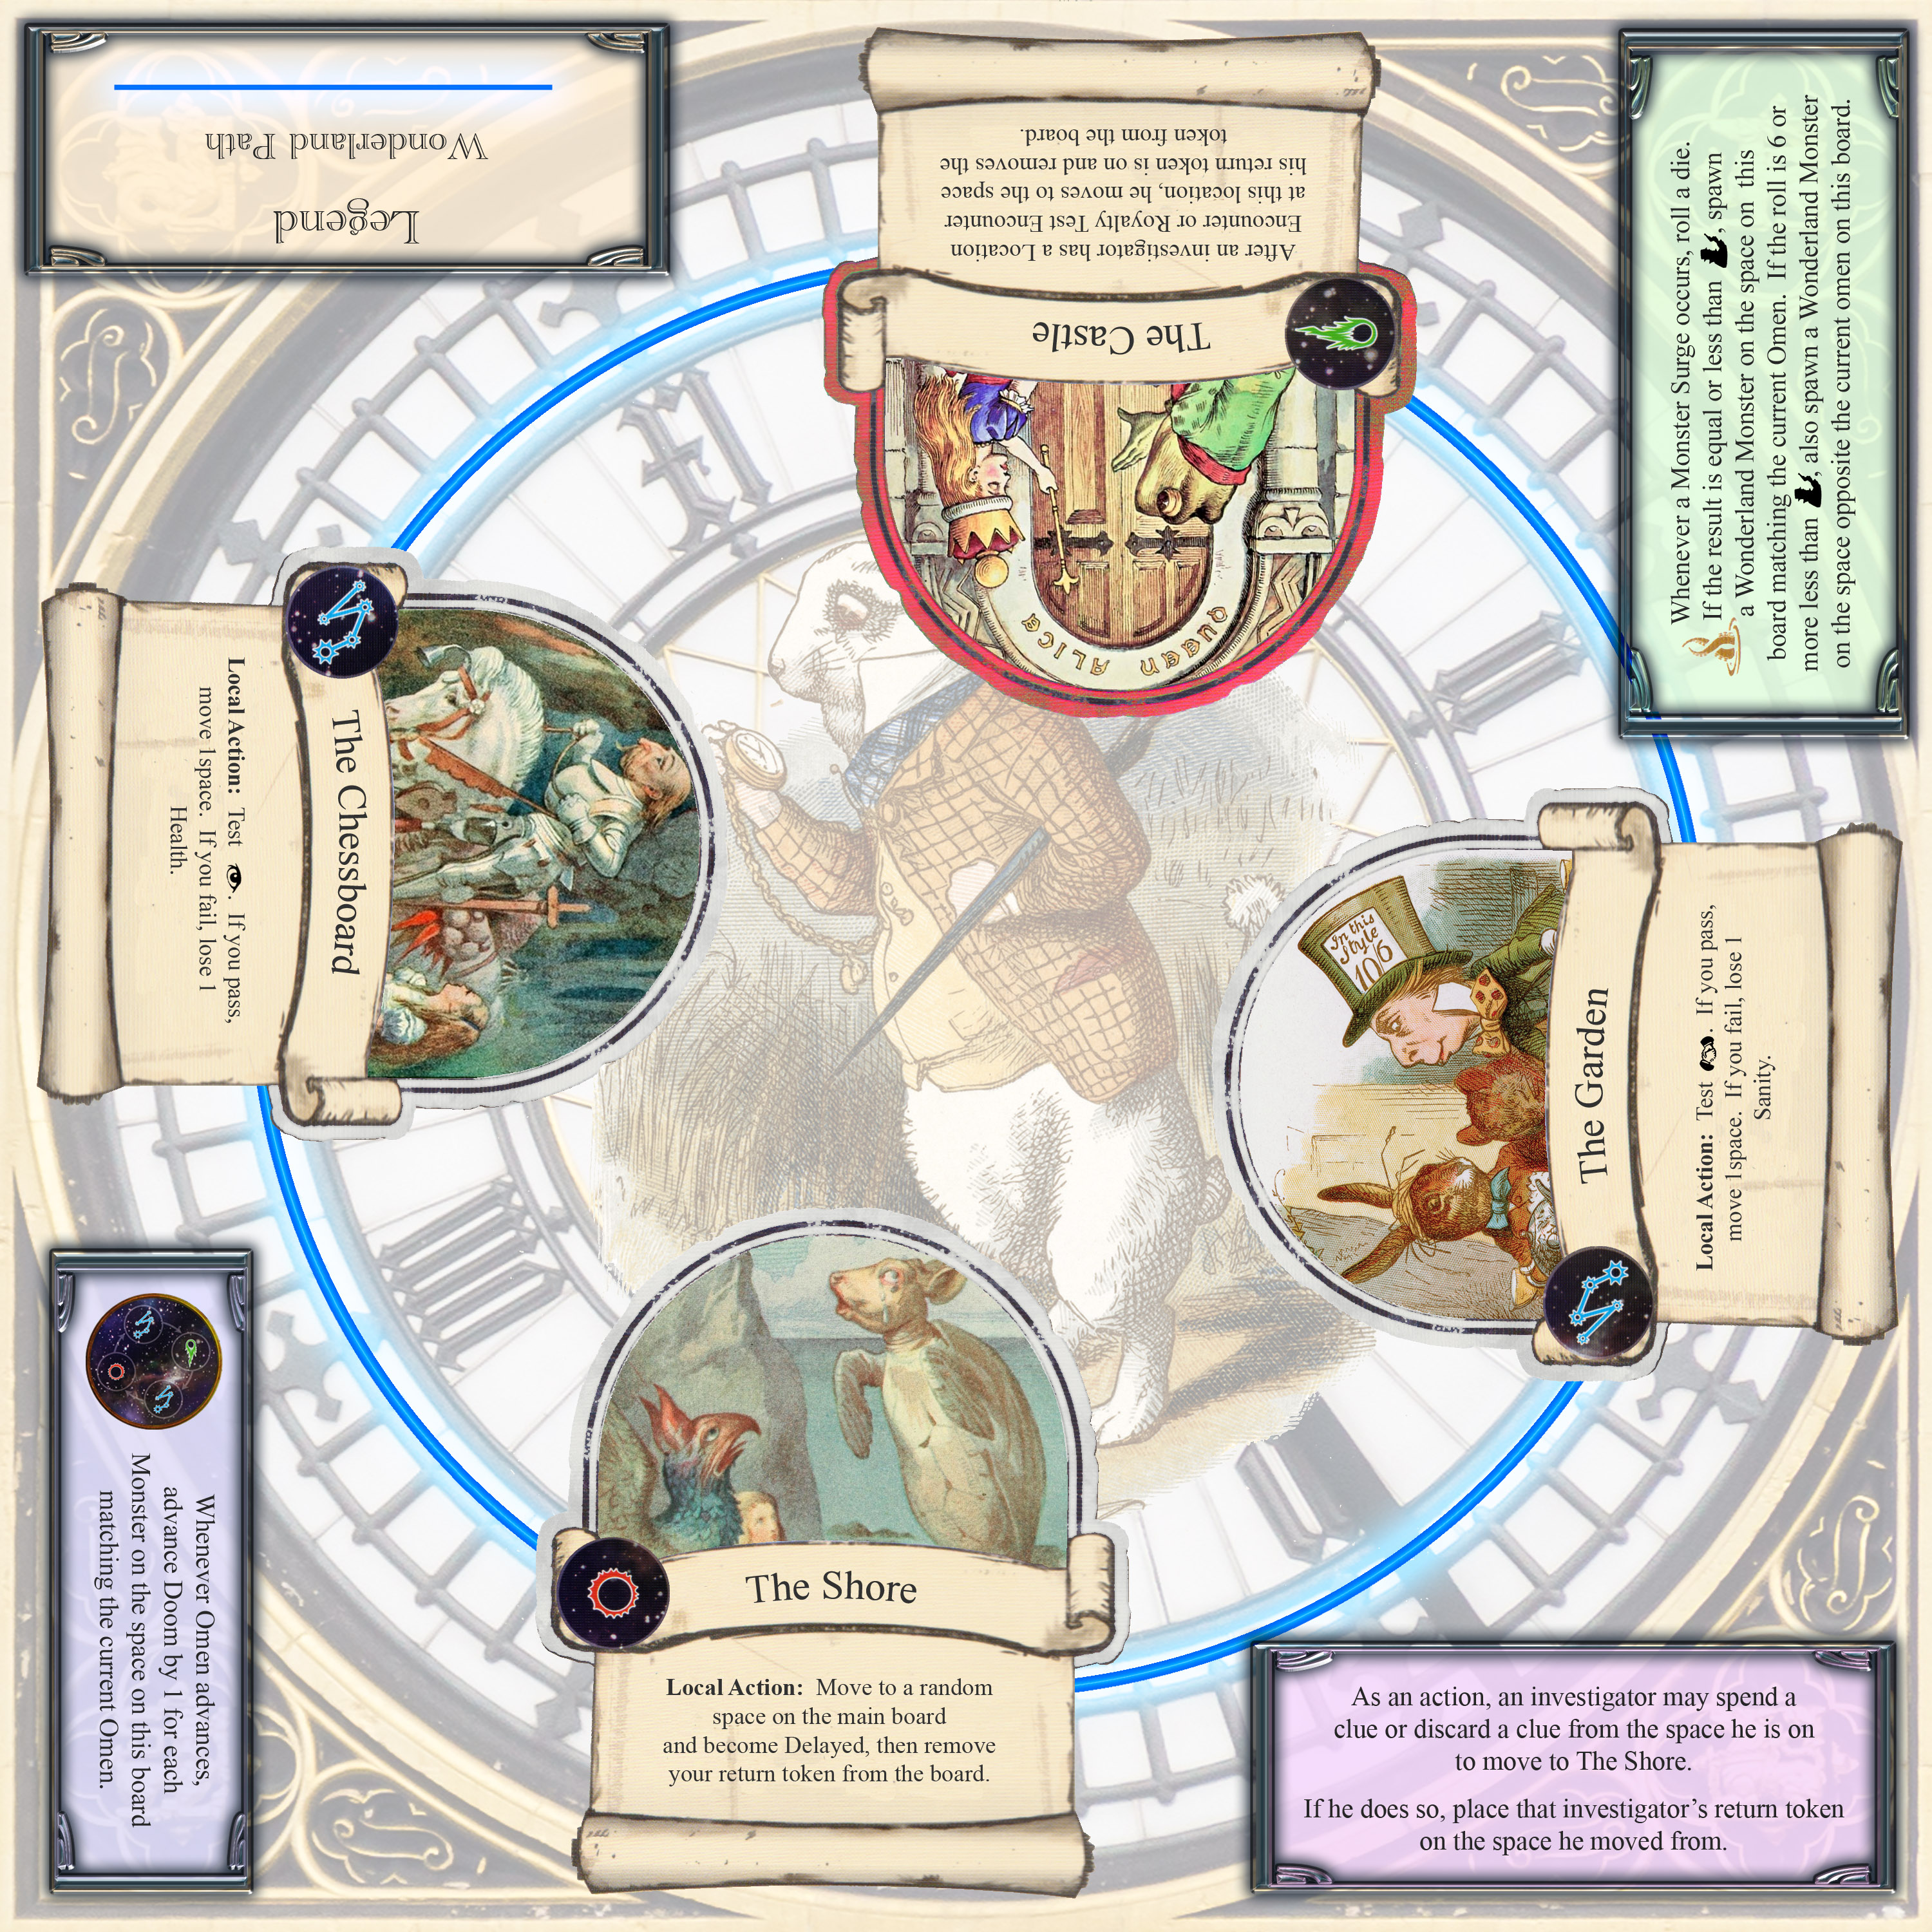 Legend
Wonderland Path
After an investigator has a Location
Encounter or Royalty Test Encounter
at this location, he moves to the space
his return token is on and removes the
token from the board.
The Castle
QUEEN ALICE
Whenever a Monster Surge occurs, roll a die.
If the result is equal or less than , spawn
a Wonderland Monster on the space on this
board matching the current Omen. If the roll is 6 or
more less than , also spawn a Wonderland Monster
on the space opposite the current omen on this board.
The Chessboard
Local Action: Test . If you pass,
move 1space. If you fail, lose 1
Health.
In this
Style
10/6
The Garden
Local Action: Test . If you pass,
move 1space. If you fail, lose 1
Sanity.
Whenever Omen advances,
advance Doom by 1 for each
Monster on the space on this board
matching the current Omen.
The Shore
Local Action: Move to a random
space on the main board
and become Delayed, then remove
your return token from the board.
As an action, an investigator may spend a
clue or discard a clue from the space he is on
to move to The Shore.
If he does so, place that investigator’s return token
on the space he moved from.